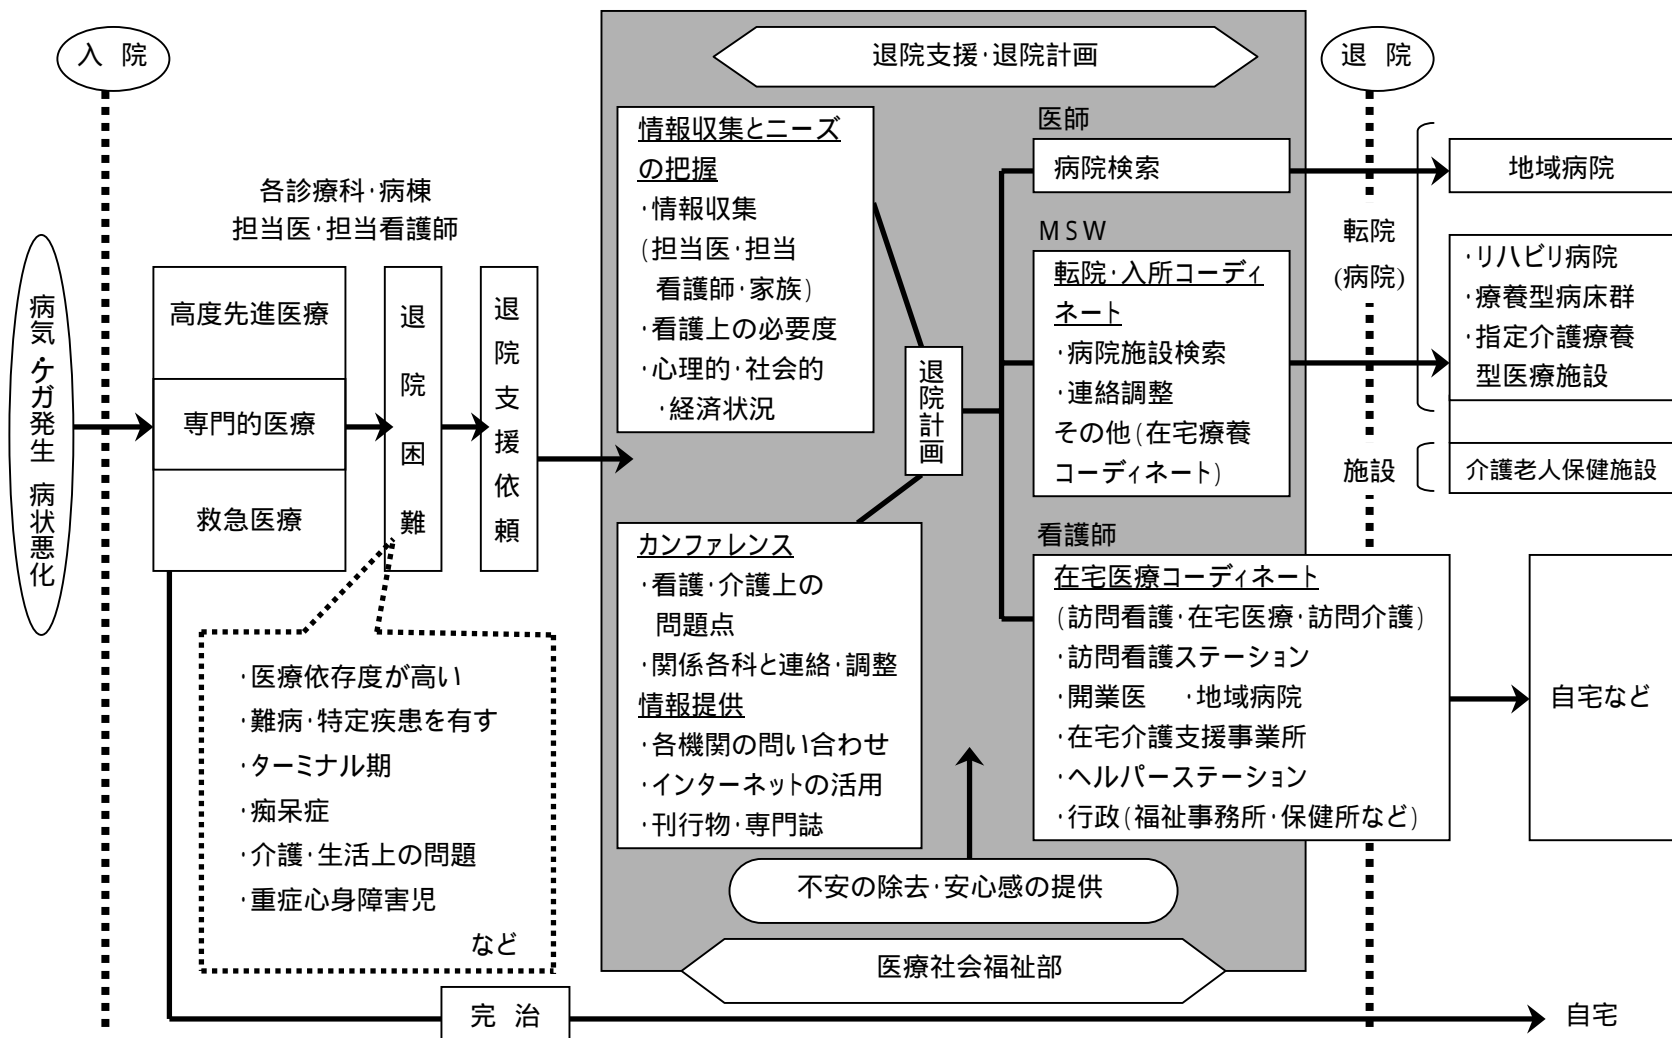 入 院
病気・ケガ発生 病状悪化
各診療科・病棟
担当医・担当看護師
高度先進医療
専門的医療
救急医療
退院困難
退院支援依頼
・医療依存度が高い
・難病・特定疾患を有す
・ターミナル期
・痴呆症
・介護・生活上の問題
・重症心身障害児
など
退院支援・退院計画
情報収集とニーズ
の把握
・情報収集
(担当医・担当
看護師・家族)
・看護上の必要度
・心理的・社会的
・経済状況
カンファレンス
・看護・介護上の
問題点
・関係各科と連絡・調整
情報提供
・各機関の問い合わせ
・インターネットの活用
・刊行物・専門誌
退院計画
医師
病院検索
MSW
転院・入所コーディ
ネート
・病院施設検索
・連絡調整
その他(在宅療養
コーディネート)
看護師
在宅医療コーディネート
(訪問看護・在宅医療・訪問介護)
・訪問看護ステーション
・開業医 ・地域病院
・在宅介護支援事業所
・ヘルパーステーション
・行政(福祉事務所・保健所など)
不安の除去・安心感の提供
医療社会福祉部
退 院
転院
(病院)
施設
地域病院
・リハビリ病院
・療養型病床群
・指定介護療養
型医療施設
介護老人保健施設
自宅など
完 治
自宅